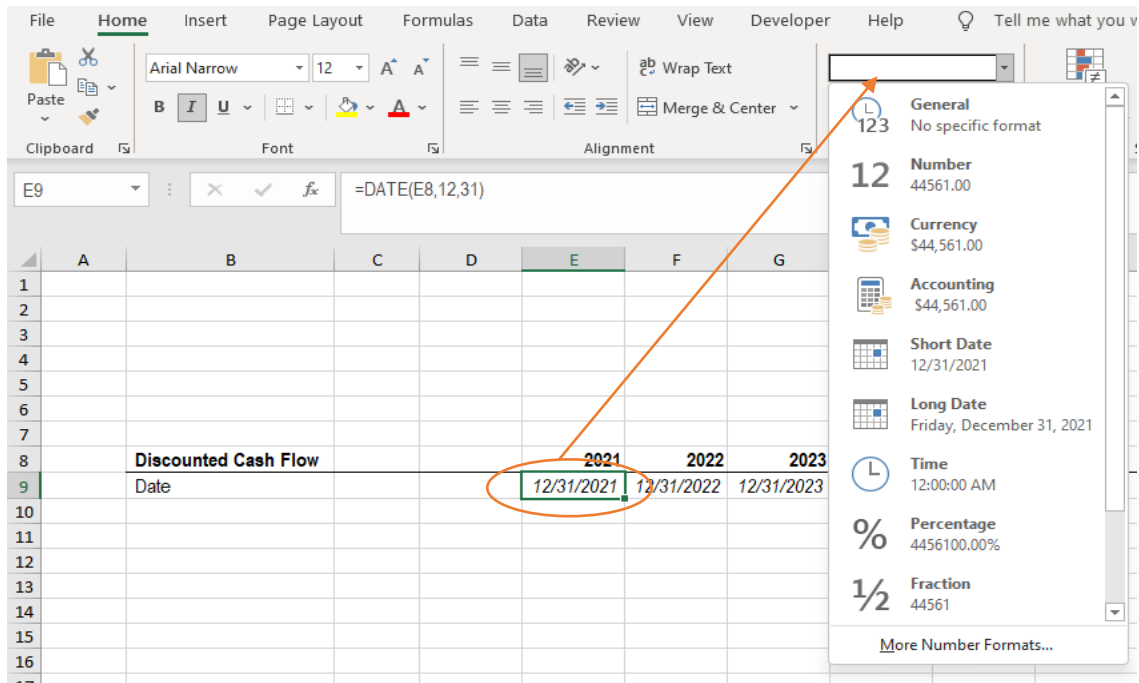 File Home Insert Page Layout Formulas Data Review View Developer Help Tell me what you
Arial Narrow 12 A A ab Wrap Text
Paste B I U A Merge & Center
Clipboard Font Alignment
E9 fx =DATE(E8,12,31)
123 General
No specific format
12 Number
44561.00
Currency
$44,561.00
Accounting
$44,561.00
Short Date
12/31/2021
Long Date
Friday, December 31, 2021
Time
12:00:00 AM
% Percentage
4456100.00%
½ Fraction
44561
More Number Formats...
A B C D E F G
1
2
3
4
5
6
7
8 Discounted Cash Flow 2021 2022 2023
9 Date 12/31/2021 12/31/2022 12/31/2023
10
11
12
13
14
15
16